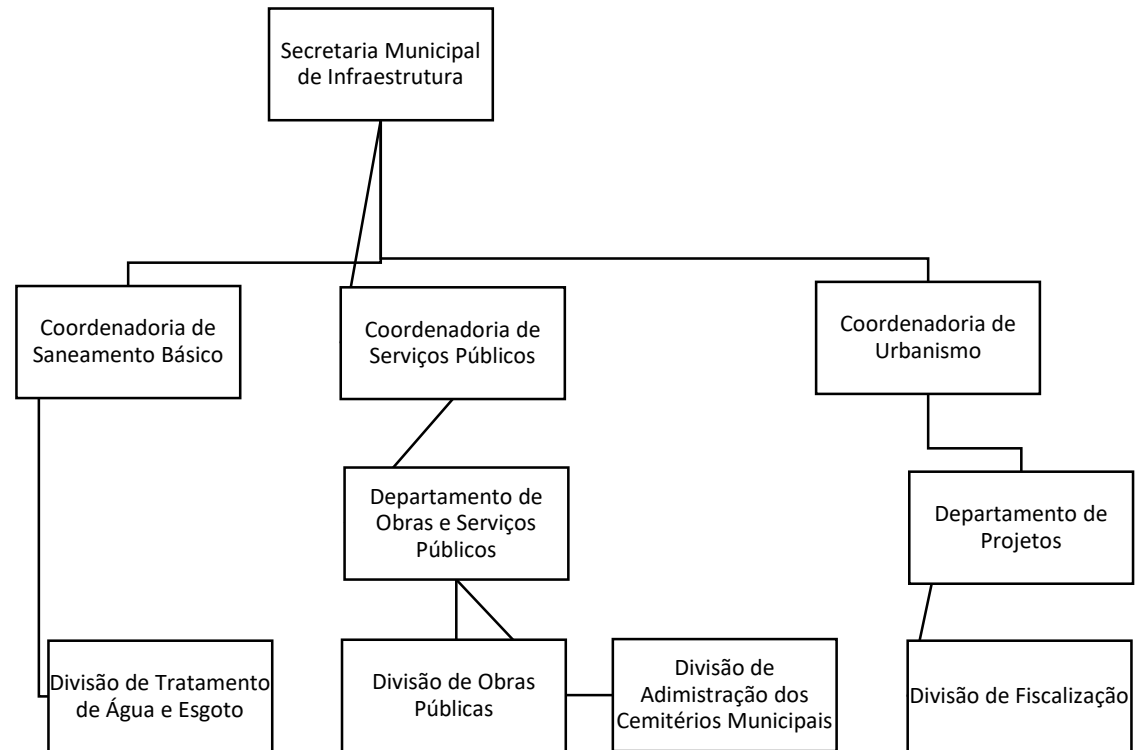 Secretaria Municipal
de Infraestrutura
Coordenadoria de
Saneamento Básico
Coordenadoria de
Serviços Públicos
Coordenadoria de
Urbanismo
Departamento de
Obras e Serviços
Públicos
Departamento de
Projetos
Divisão de Tratamento
de Água e Esgoto
Divisão de Obras
Públicas
Divisão de
Adimistração dos
Cemitérios Municipais
Divisão de Fiscalização